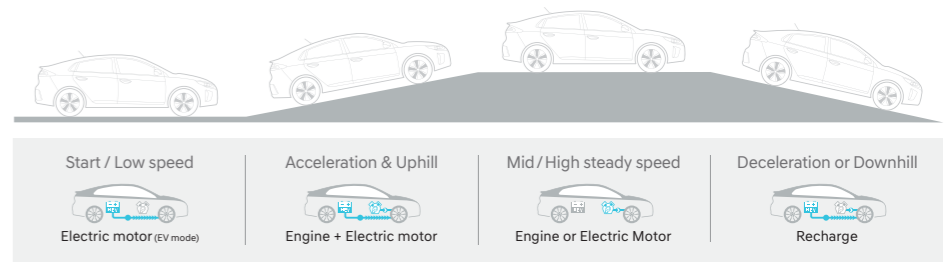 Start / Low speed
Acceleration & Uphill
Mid / High steady speed
Deceleration or Downhill
Electric motor (EV mode)
Engine + Electric motor
Engine or Electric Motor
Recharge